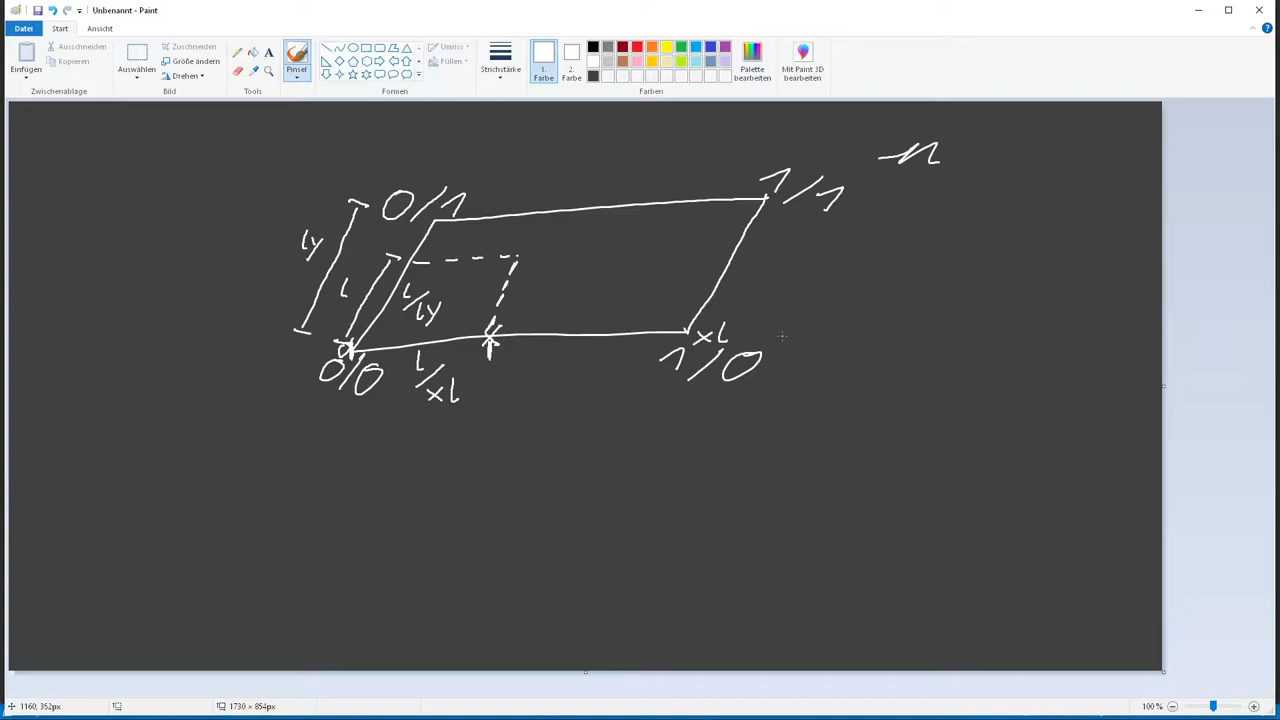 Unbenannt - Paint
Datei Start Ansicht
Einfügen
Ausschneiden
Kopieren
Zwischenablage
Auswählen
Zuschneiden
Größe ändern
Drehen
Bild
Tools
Pinsel
Formen
Umriss
Füllen
Strichstärke
1. Farbe
2. Farbe
Farben
Palette bearbeiten
Mit Paint 3D bearbeiten
0/1
1/1
ly
l
l/ly
0/0
l/xl
xl
1/0
1160, 352px
1730 × 854px
100 %